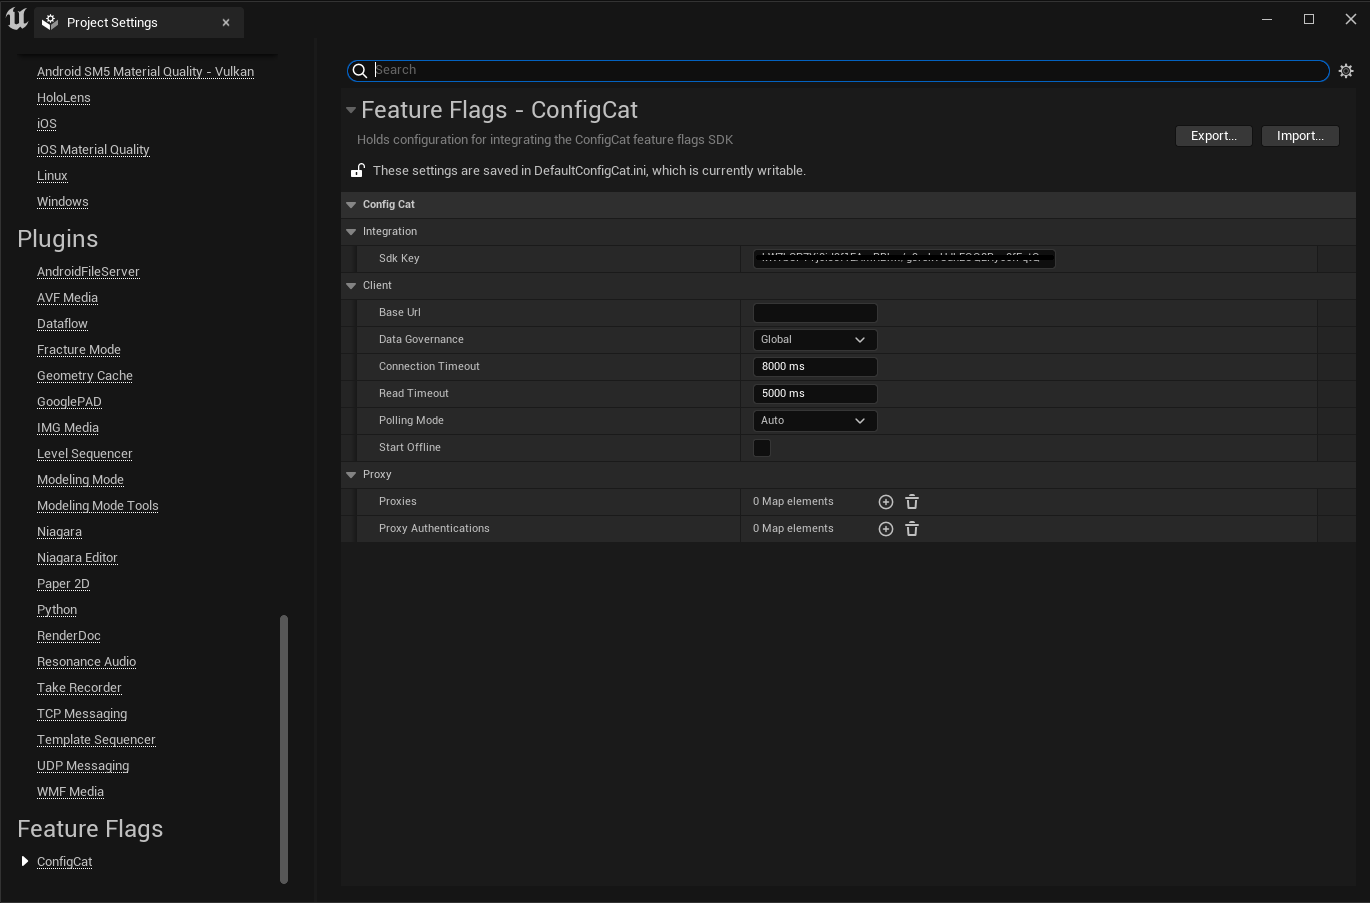 Project Settings
Android SM5 Material Quality - Vulkan
HoloLens
iOS
iOS Material Quality
Linux
Windows
Plugins
AndroidFileServer
AVF Media
Dataflow
Fracture Mode
Geometry Cache
GooglePAD
IMG Media
Level Sequencer
Modeling Mode
Modeling Mode Tools
Niagara
Niagara Editor
Paper 2D
Python
RenderDoc
Resonance Audio
Take Recorder
TCP Messaging
Template Sequencer
UDP Messaging
WMF Media
Feature Flags
ConfigCat
Search
Feature Flags - ConfigCat
Holds configuration for integrating the ConfigCat feature flags SDK
Export... Import...
These settings are saved in DefaultConfigCat.ini, which is currently writable.
Config Cat
Integration
Sdk Key
Client
Base Url
Data Governance Global
Connection Timeout 8000 ms
Read Timeout 5000 ms
Polling Mode Auto
Start Offline
Proxy
Proxies 0 Map elements
Proxy Authentications 0 Map elements